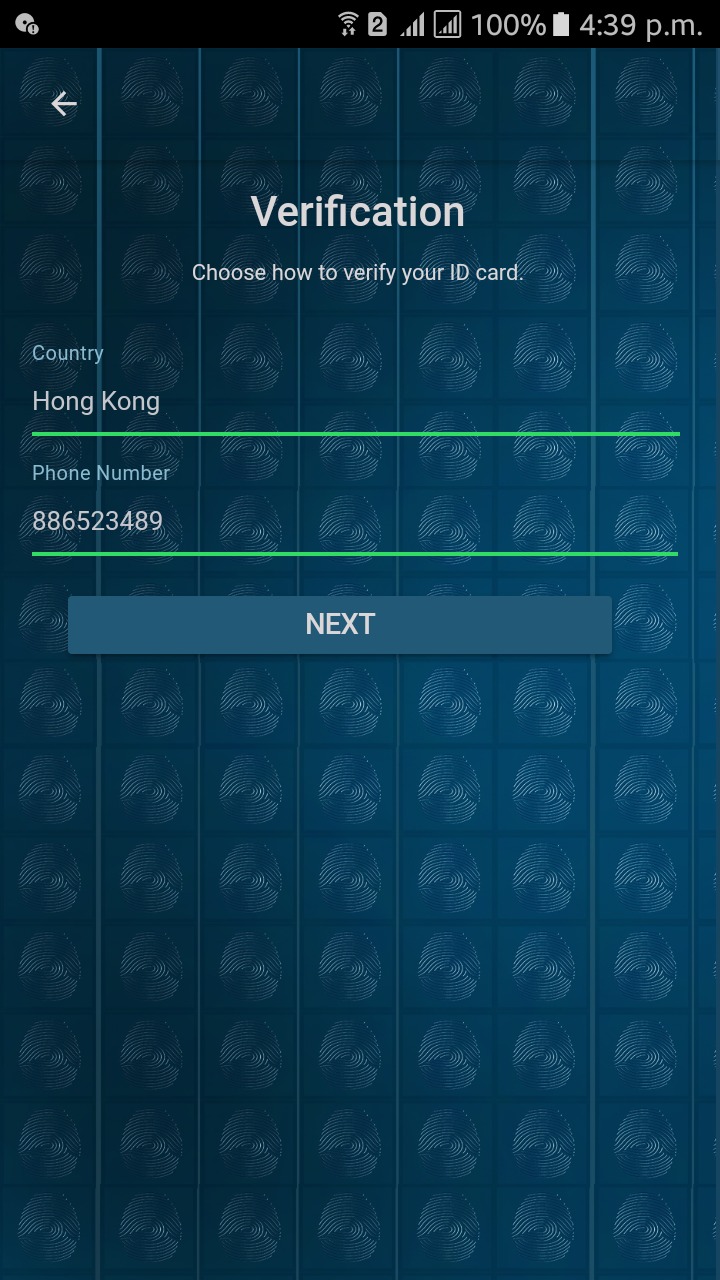 2 100% 4:39 p.m.
Verification
Choose how to verify your ID card.
Country
Hong Kong
Phone Number
886523489
NEXT